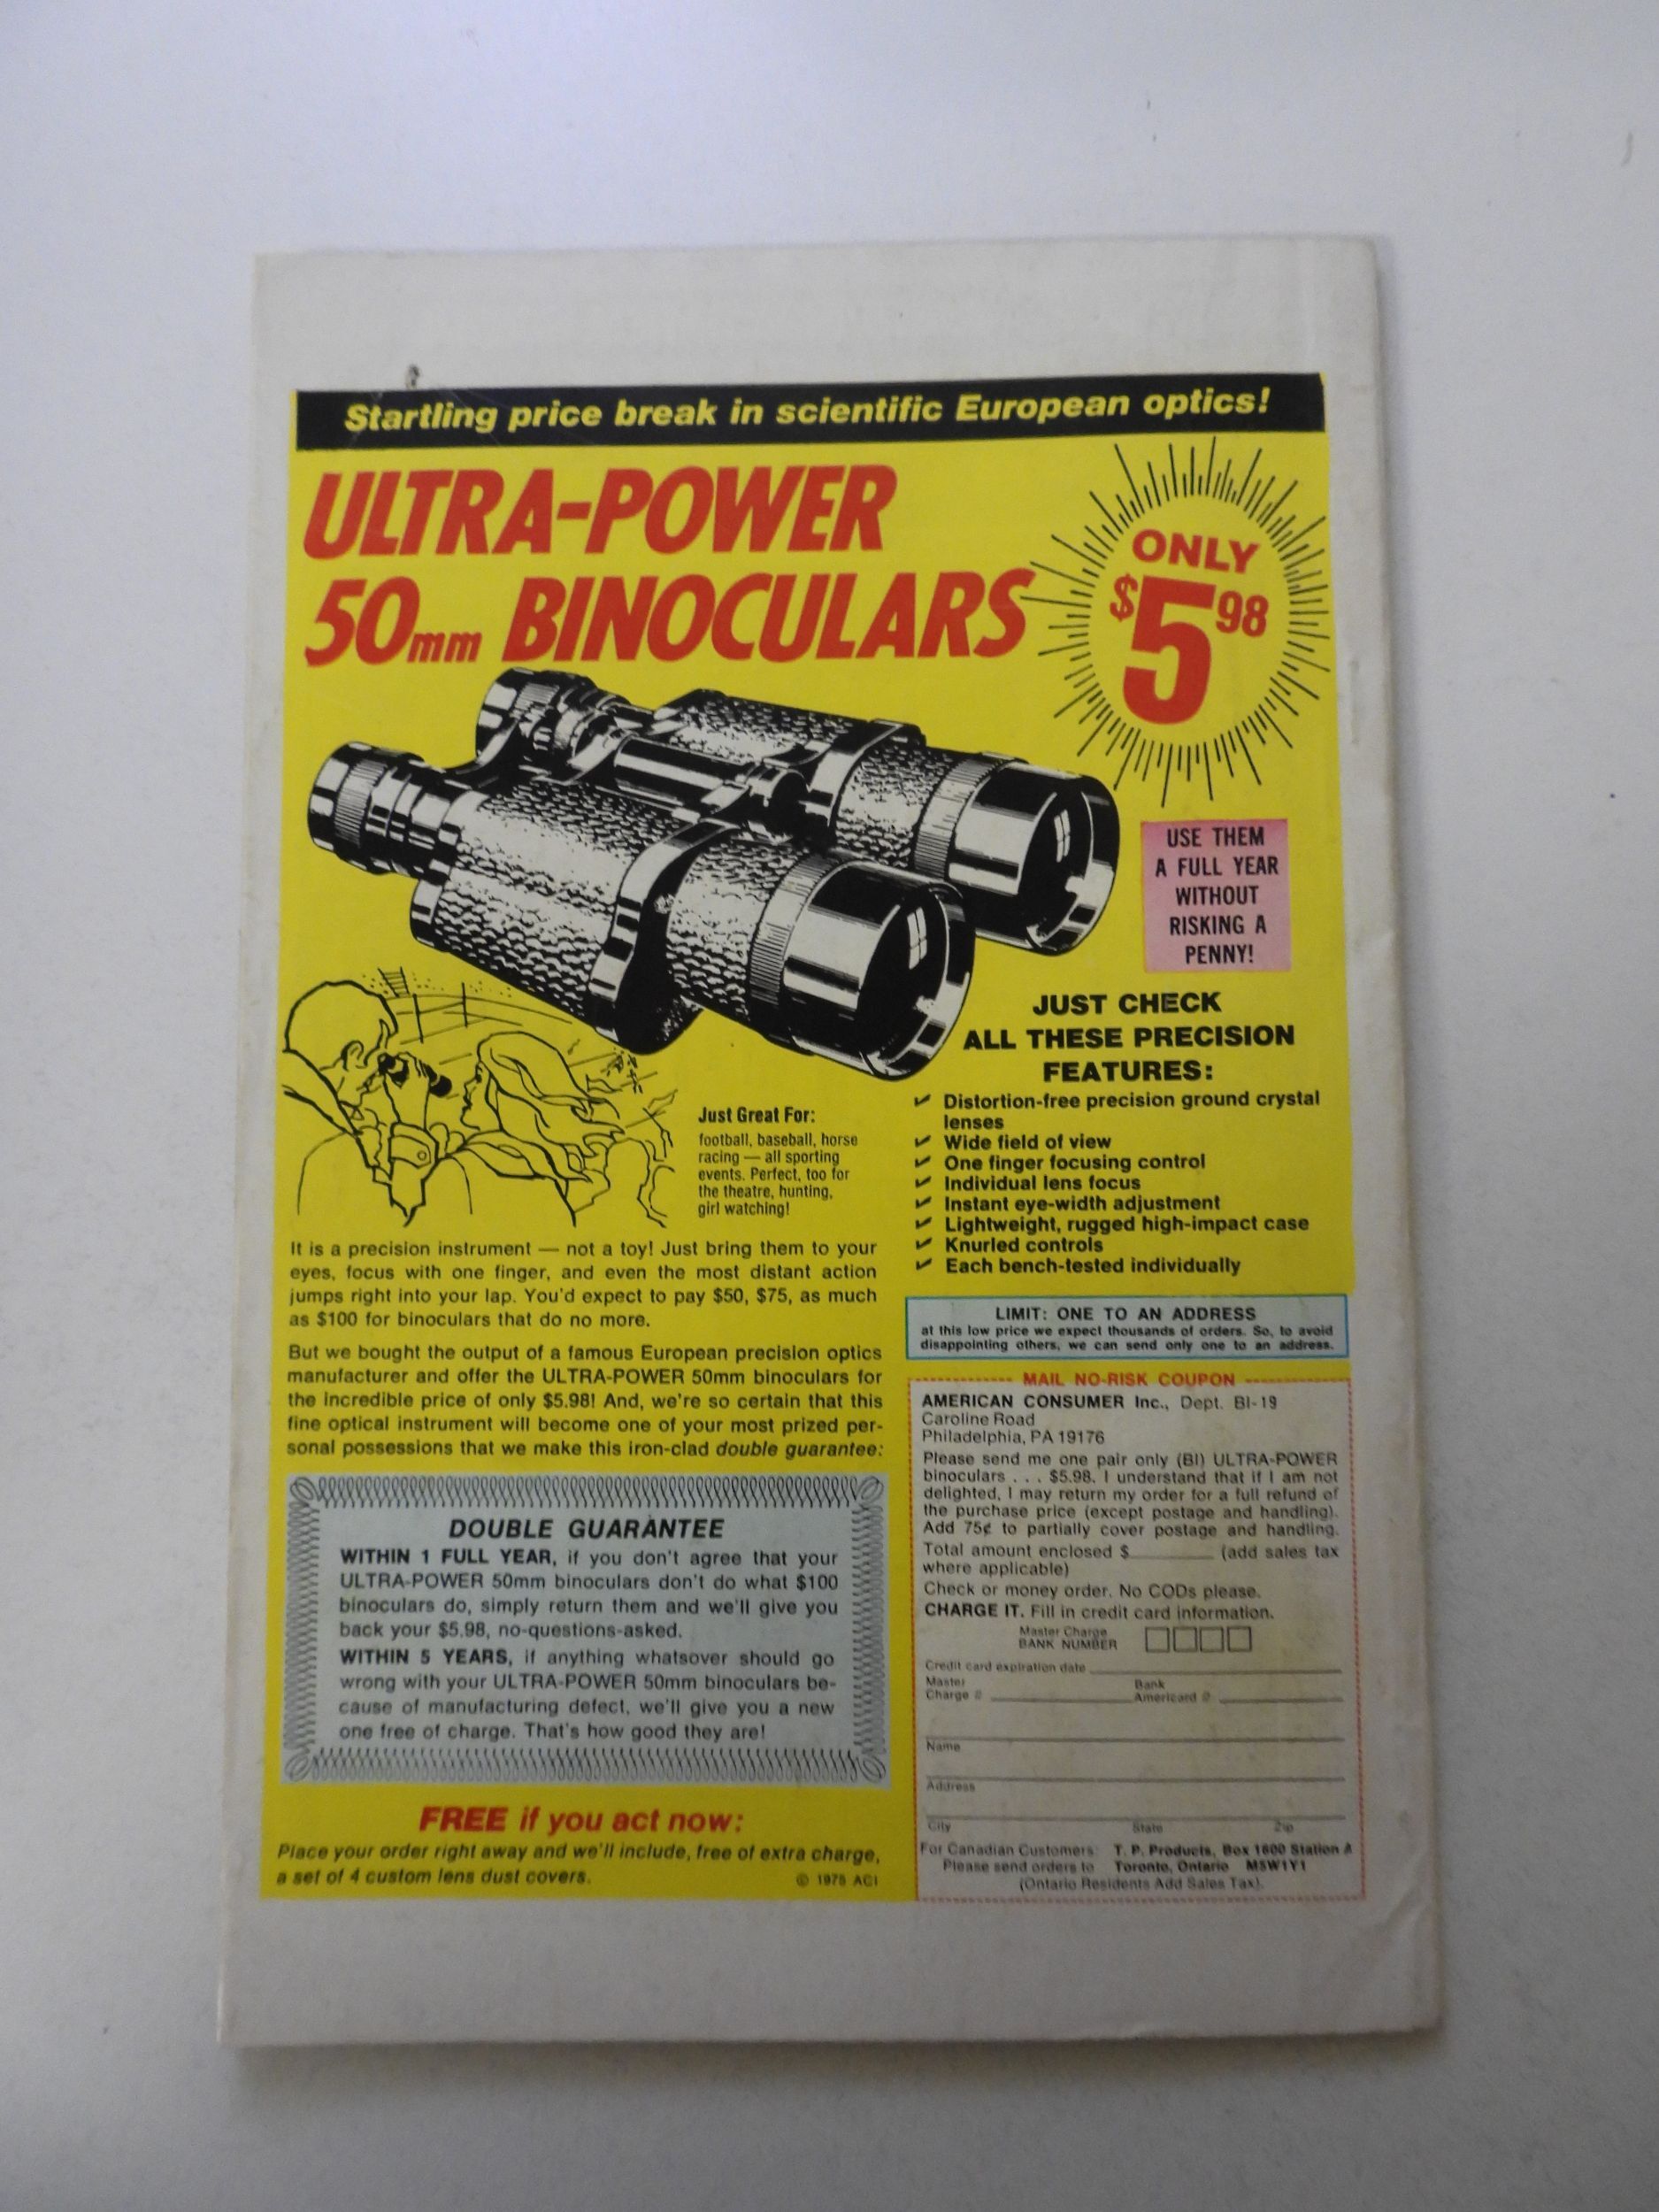 Startling price break in scientific European optics!
ULTRA-POWER
50mm BINOCULARS
ONLY
$5.98
USE THEM
A FULL YEAR
WITHOUT
RISKING A
PENNY!
JUST CHECK
ALL THESE PRECISION
FEATURES:
✔ Distortion-free precision ground crystal
lenses
✔ Wide field of view
✔ One finger focusing control
✔ Individual lens focus
✔ Instant eye-width adjustment
✔ Lightweight, rugged high-impact case
✔ Knurled controls
✔ Each bench-tested individually
Just Great For:
football, baseball, horse
racing — all sporting
events. Perfect, too for
the theatre, hunting,
girl watching!
It is a precision instrument — not a toy! Just bring them to your
eyes, focus with one finger, and even the most distant action
jumps right into your lap. You'd expect to pay $50, $75, as much
as $100 for binoculars that do no more.
But we bought the output of a famous European precision optics
manufacturer and offer the ULTRA-POWER 50mm binoculars for
the incredible price of only $5.98! And, we're so certain that this
fine optical instrument will become one of your most prized per-
sonal possessions that we make this iron-clad double guarantee:
DOUBLE GUARANTEE
WITHIN 1 FULL YEAR, if you don't agree that your
ULTRA-POWER 50mm binoculars don't do what $100
binoculars do, simply return them and we'll give you
back your $5.98, no-questions-asked.
WITHIN 5 YEARS, if anything whatsoever should go
wrong with your ULTRA-POWER 50mm binoculars be-
cause of manufacturing defect, we'll give you a new
one free of charge. That's how good they are!
FREE if you act now:
Place your order right away and we'll include, free of extra charge,
a set of 4 custom lens dust covers.
© 1975 ACI
LIMIT: ONE TO AN ADDRESS
at this low price we expect thousands of orders. So, to avoid
disappointing others, we can send only one to an address.
MAIL NO-RISK COUPON
AMERICAN CONSUMER Inc., Dept. BI-19
Caroline Road
Philadelphia, PA 19176
Please send me one pair only (BI) ULTRA-POWER
binoculars . . . $5.98. I understand that if I am not
delighted, I may return my order for a full refund of
the purchase price (except postage and handling).
Add 75¢ to partially cover postage and handling.
Total amount enclosed $________ (add sales tax
where applicable)
Check or money order. No CODs please.
CHARGE IT. Fill in credit card information.
Master Charge
BANK NUMBER
Credit card expiration date
Master Charge #
Bank Americard #
Name
Address
City State Zip
For Canadian Customers: T. P. Products, Box 1600 Station A
Please send orders to Toronto, Ontario M5W1Y1
(Ontario Residents Add Sales Tax).